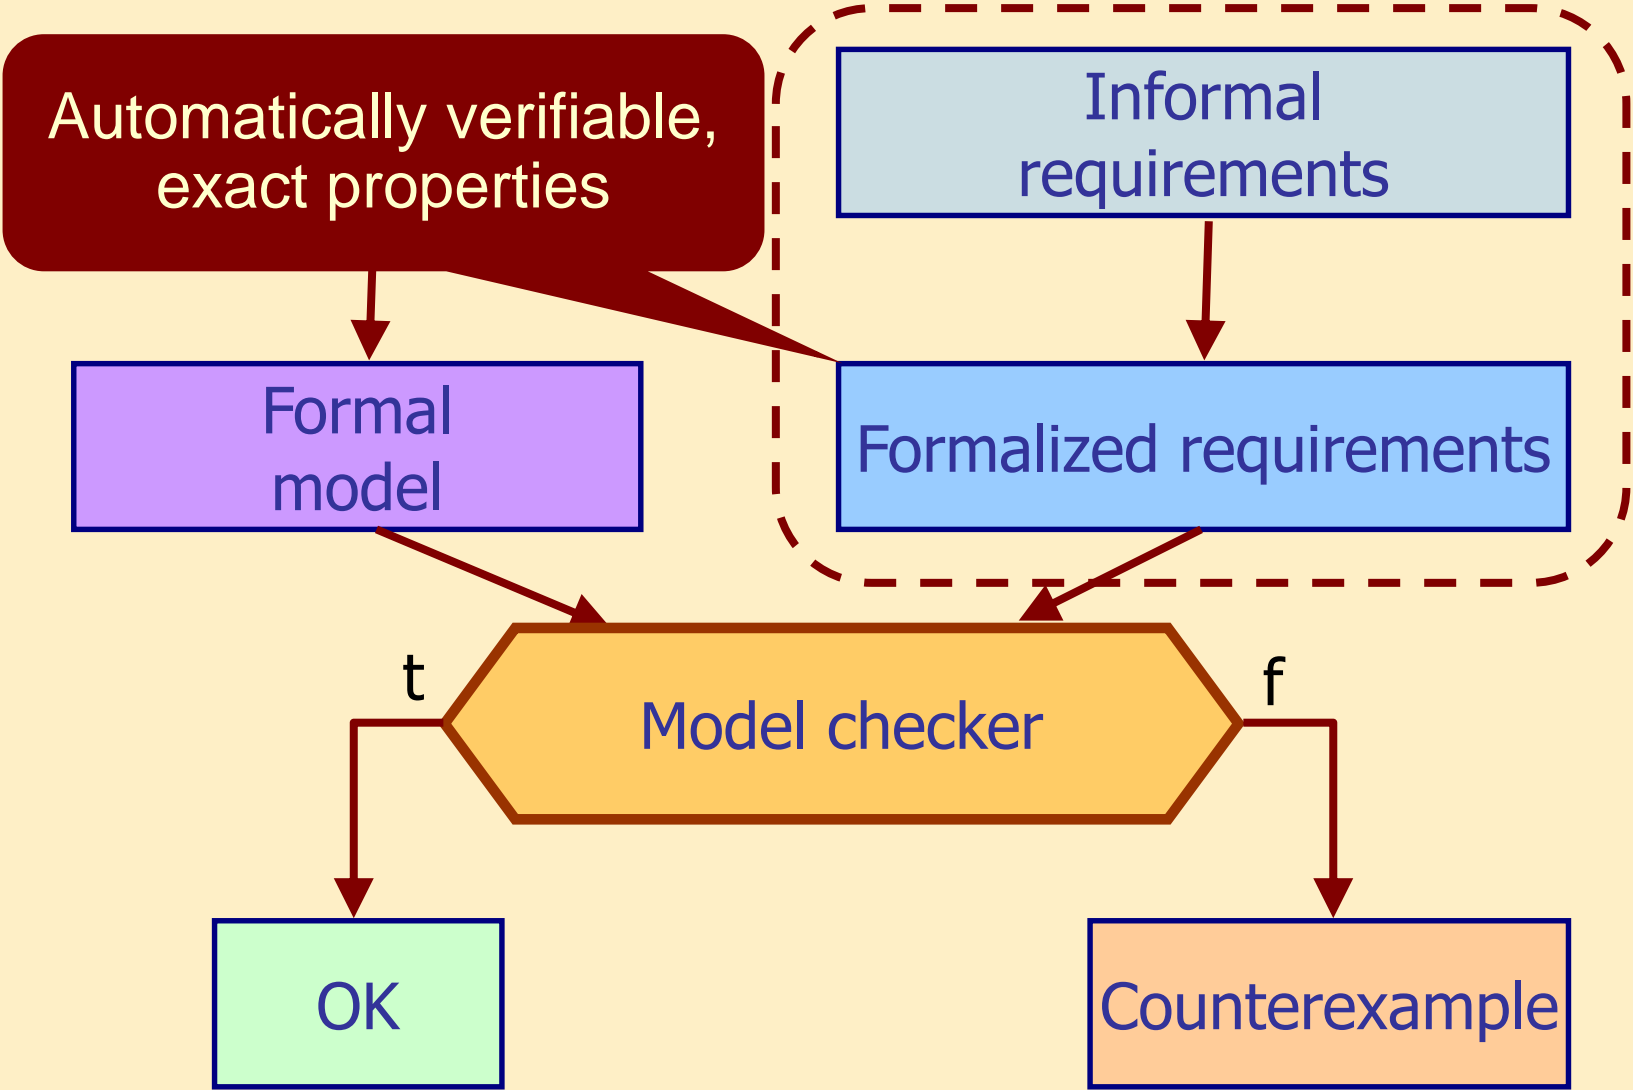 Automatically verifiable,
exact properties
Informal
requirements
Formal
model
Formalized requirements
t
f
Model checker
OK
Counterexample